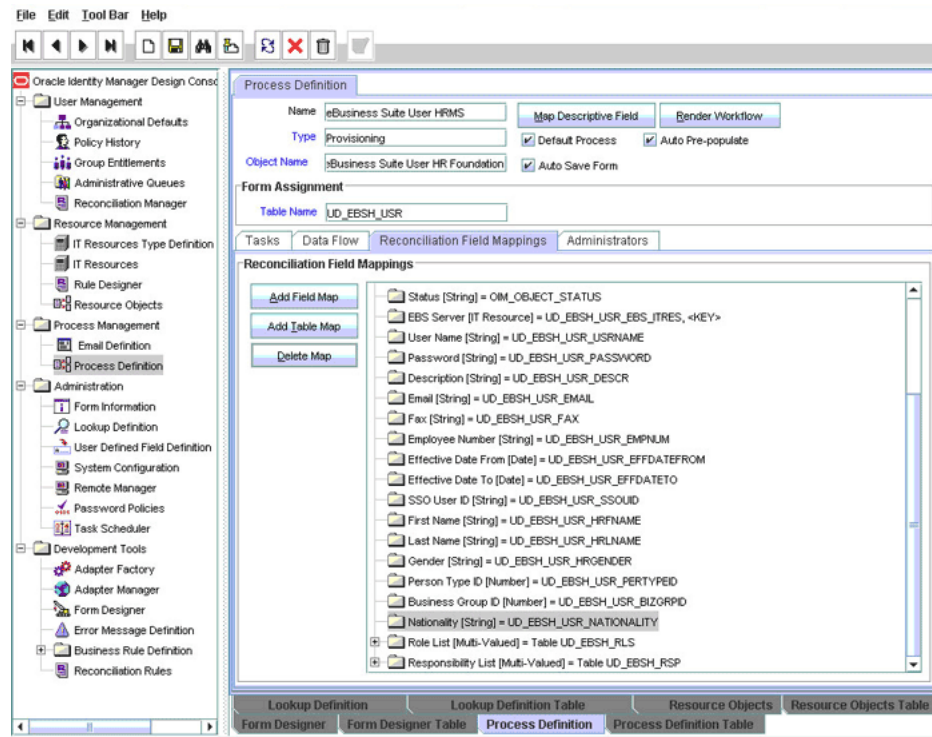 File Edit Tool Bar Help
Oracle Identity Manager Design Consc
User Management
Organizational Defaults
Policy History
Group Entitlements
Administrative Queues
Reconciliation Manager
Resource Management
IT Resources Type Definition
IT Resources
Rule Designer
Resource Objects
Process Management
Email Definition
Process Definition
Administration
Form Information
Lookup Definition
User Defined Field Definition
System Configuration
Remote Manager
Password Policies
Task Scheduler
Development Tools
Adapter Factory
Adapter Manager
Form Designer
Error Message Definition
Business Rule Definition
Reconciliation Rules
Process Definition
Name eBusiness Suite User HRMS Map Descriptive Field Render Workflow
Type Provisioning Default Process Auto Pre-populate
Object Name eBusiness Suite User HR Foundation Auto Save Form
Form Assignment
Table Name UD_EBSH_USR
Tasks Data Flow Reconciliation Field Mappings Administrators
Reconciliation Field Mappings
Add Field Map
Add Table Map
Delete Map
Status [String] = OIM_OBJECT_STATUS
EBS Server [IT Resource] = UD_EBSH_USR_EBS_ITRES, <KEY>
User Name [String] = UD_EBSH_USR_USRNAME
Password [String] = UD_EBSH_USR_PASSWORD
Description [String] = UD_EBSH_USR_DESCR
Email [String] = UD_EBSH_USR_EMAIL
Fax [String] = UD_EBSH_USR_FAX
Employee Number [String] = UD_EBSH_USR_EMPNUM
Effective Date From [Date] = UD_EBSH_USR_EFFDATEFROM
Effective Date To [Date] = UD_EBSH_USR_EFFDATETO
SSO User ID [String] = UD_EBSH_USR_SSOUID
First Name [String] = UD_EBSH_USR_HRFNAME
Last Name [String] = UD_EBSH_USR_HRLNAME
Gender [String] = UD_EBSH_USR_HRGENDER
Person Type ID [Number] = UD_EBSH_USR_PERTYPEID
Business Group ID [Number] = UD_EBSH_USR_BIZGRPID
Nationality [String] = UD_EBSH_USR_NATIONALITY
Role List [Multi-Valued] = Table UD_EBSH_RLS
Responsibility List [Multi-Valued] = Table UD_EBSH_RSP
Lookup Definition Lookup Definition Table Resource Objects Resource Objects Table
Form Designer Form Designer Table Process Definition Process Definition Table